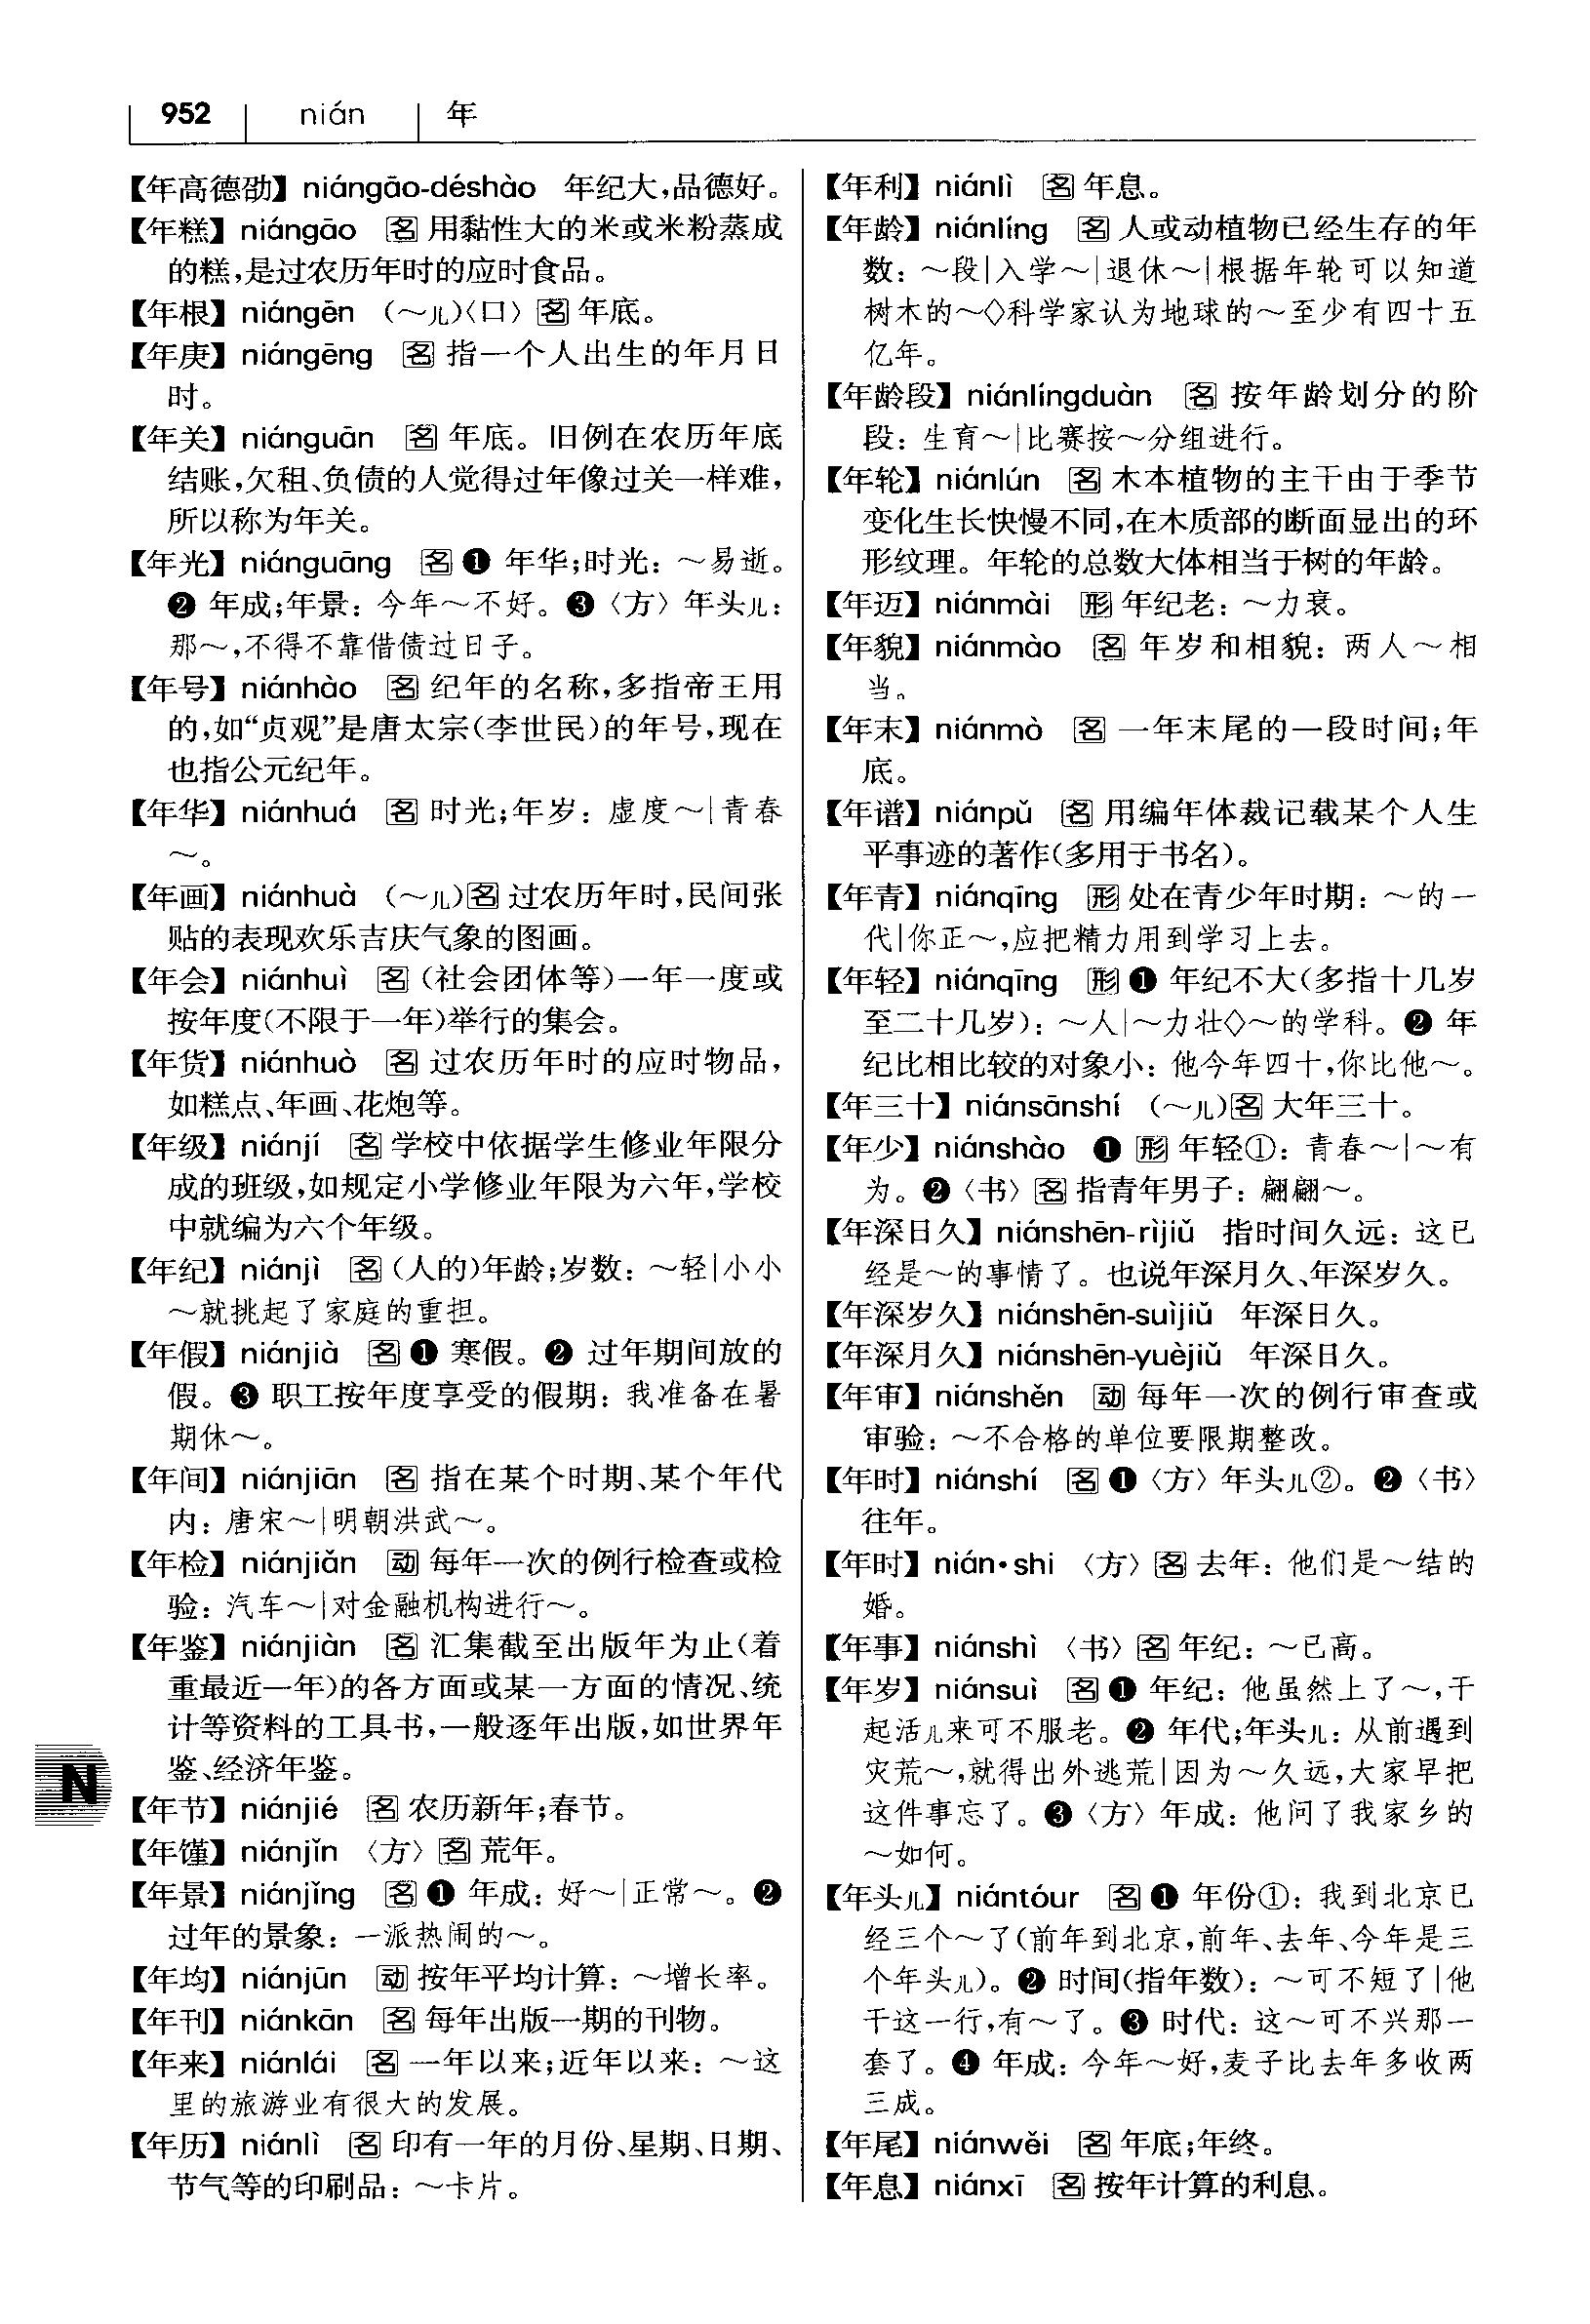 952 nián 年
【年高德劭】niángāo-déshào 年纪大,品德好。
【年糕】niángāo 名 用黏性大的米或米粉蒸成
的糕,是过农历年时的应时食品。
【年根】niángēn (～儿)〈口〉名 年底。
【年庚】niángēng 名 指一个人出生的年月日
时。
【年关】niánguān 名 年底。旧例在农历年底
结账,欠租、负债的人觉得过年像过关一样难,
所以称为年关。
【年光】niánguāng 名 ❶ 年华;时光：～易逝。
❷ 年成;年景：今年～不好。❸〈方〉年头儿：
那～,不得不靠借债过日子。
【年号】niánhào 名 纪年的名称,多指帝王用
的,如“贞观”是唐太宗(李世民)的年号,现在
也指公元纪年。
【年华】niánhuá 名 时光;年岁：虚度～|青春
～。
【年画】niánhuà (～儿)名 过农历年时,民间张
贴的表现欢乐吉庆气象的图画。
【年会】niánhuì 名 (社会团体等)一年一度或
按年度(不限于一年)举行的集会。
【年货】niánhuò 名 过农历年时的应时物品,
如糕点、年画、花炮等。
【年级】niánjí 名 学校中依据学生修业年限分
成的班级,如规定小学修业年限为六年,学校
中就编为六个年级。
【年纪】niánjì 名 (人的)年龄;岁数：～轻|小小
～就挑起了家庭的重担。
【年假】niánjià 名 ❶ 寒假。❷ 过年期间放的
假。❸ 职工按年度享受的假期：我准备在暑
期休～。
【年间】niánjiān 名 指在某个时期、某个年代
内：唐宋～|明朝洪武～。
【年检】niánjiǎn 动 每年一次的例行检查或检
验：汽车～|对金融机构进行～。
【年鉴】niánjiàn 名 汇集截至出版年为止(着
重最近一年)的各方面或某一方面的情况、统
计等资料的工具书,一般逐年出版,如世界年
鉴、经济年鉴。
【年节】niánjié 名 农历新年;春节。
【年馑】niánjǐn〈方〉名 荒年。
【年景】niánjǐng 名 ❶ 年成：好～|正常～。❷
过年的景象：一派热闹的～。
【年均】niánjūn 动 按年平均计算：～增长率。
【年刊】niánkān 名 每年出版一期的刊物。
【年来】niánlái 名 一年以来;近年以来：～这
里的旅游业有很大的发展。
【年历】niánlì 名 印有一年的月份、星期、日期、
节气等的印刷品：～卡片。
N
【年利】niánlì 名 年息。
【年龄】niánlíng 名 人或动植物已经生存的年
数：～段|入学～|退休～|根据年轮可以知道
树木的～◇科学家认为地球的～至少有四十五
亿年。
【年龄段】niánlíngduàn 名 按年龄划分的阶
段：生育～|比赛按～分组进行。
【年轮】niánlún 名 木本植物的主干由于季节
变化生长快慢不同,在木质部的断面显出的环
形纹理。年轮的总数大体相当于树的年龄。
【年迈】niánmài 形 年纪老：～力衰。
【年貌】niánmào 名 年岁和相貌：两人～相
当。
【年末】niánmò 名 一年末尾的一段时间;年
底。
【年谱】niánpǔ 名 用编年体裁记载某个人生
平事迹的著作(多用于书名)。
【年青】niánqīng 形 处在青少年时期：～的一
代|你正～,应把精力用到学习上去。
【年轻】niánqīng 形 ❶ 年纪不大(多指十几岁
至二十几岁)：～人|～力壮◇～的学科。❷ 年
纪比相比较的对象小：他今年四十,你比他～。
【年三十】niánsānshí (～儿)名 大年三十。
【年少】niánshào ❶ 形 年轻①：青春～|～有
为。❷〈书〉名 指青年男子：翩翩～。
【年深日久】niánshēn-rìjiǔ 指时间久远：这已
经是～的事情了。也说年深月久、年深岁久。
【年深岁久】niánshēn-suìjiǔ 年深日久。
【年深月久】niánshēn-yuèjiǔ 年深日久。
【年审】niánshěn 动 每年一次的例行审查或
审验：～不合格的单位要限期整改。
【年时】niánshí 名 ❶〈方〉年头儿②。❷〈书〉
往年。
【年时】nián·shi〈方〉名 去年：他们是～结的
婚。
【年事】niánshì〈书〉名 年纪：～已高。
【年岁】niánsuì 名 ❶ 年纪：他虽然上了～,干
起活儿来可不服老。❷ 年代;年头儿：从前遇到
灾荒～,就得出外逃荒|因为～久远,大家早把
这件事忘了。❸〈方〉年成：他问了我家乡的
～如何。
【年头儿】niántóur 名 ❶ 年份①：我到北京已
经三个～了(前年到北京,前年、去年、今年是三
个年头儿)。❷ 时间(指年数)：～可不短了|他
干这一行,有～了。❸ 时代：这～可不兴那一
套了。❹ 年成：今年～好,麦子比去年多收两
三成。
【年尾】niánwěi 名 年底;年终。
【年息】niánxī 名 按年计算的利息。